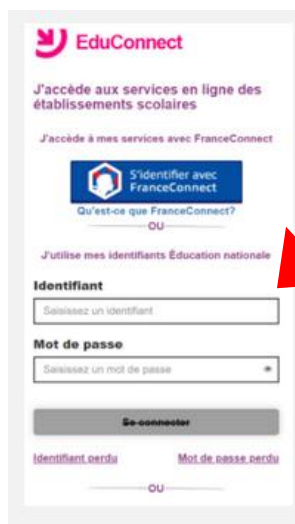 EduConnect
J'accède aux services en ligne des
établissements scolaires
J'accède à mes services avec FranceConnect
S'identifier avec
FranceConnect
Qu'est-ce que FranceConnect?
OU
J'utilise mes identifiants Éducation nationale
Identifiant
Saisissez un identifiant
Mot de passe
Saisissez un mot de passe
Se connecter
Identifiant perdu Mot de passe perdu
OU